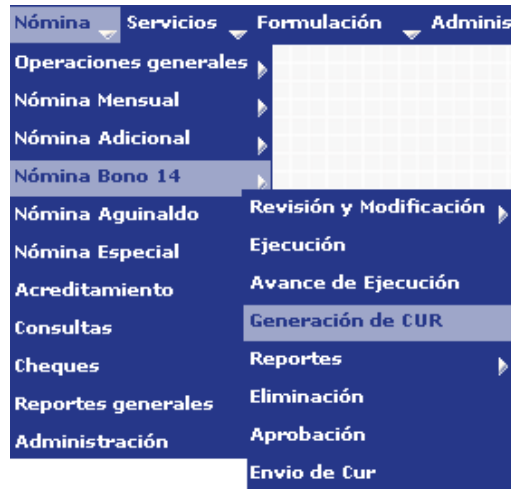 Nómina Servicios Formulación Adminis
Operaciones generales
Nómina Mensual
Nómina Adicional
Nómina Bono 14
Nómina Aguinaldo
Nómina Especial
Acreditamiento
Consultas
Cheques
Reportes generales
Administración
Revisión y Modificación
Ejecución
Avance de Ejecución
Generación de CUR
Reportes
Eliminación
Aprobación
Envio de Cur